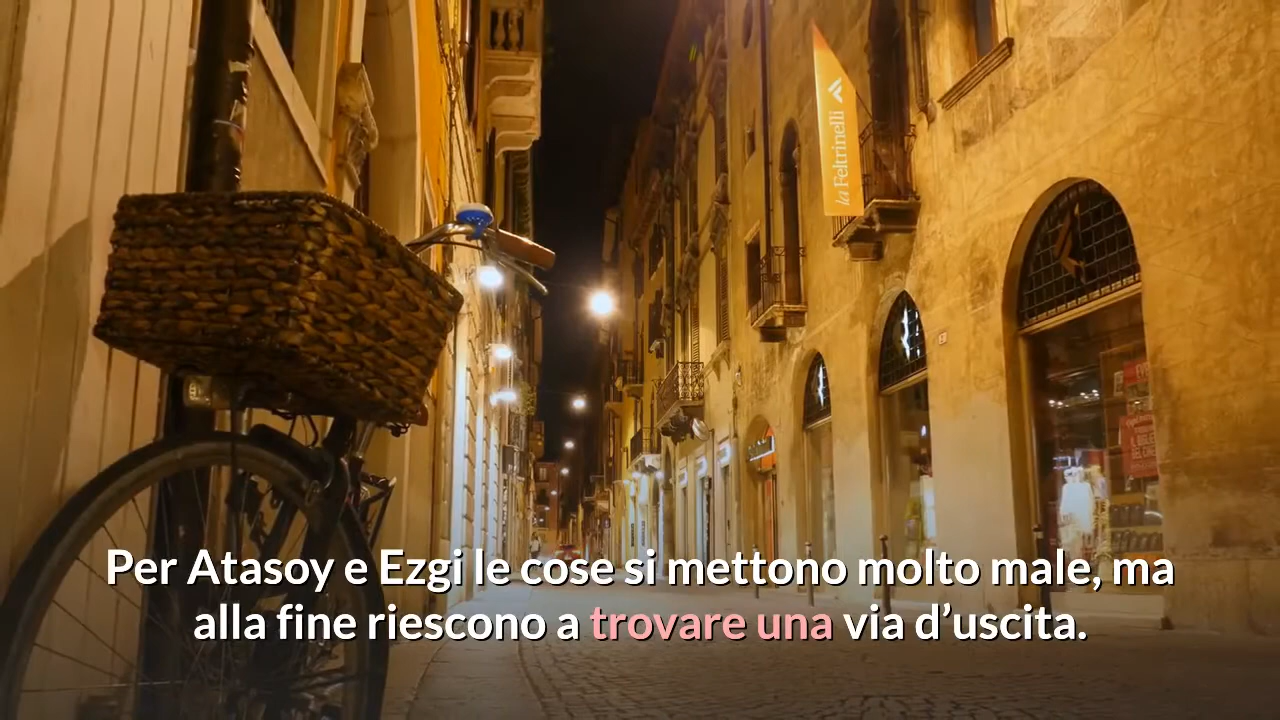 la Feltrinelli
Per Atasoy e Ezgi le cose si mettono molto male, ma
alla fine riescono a trovare una via d’uscita.